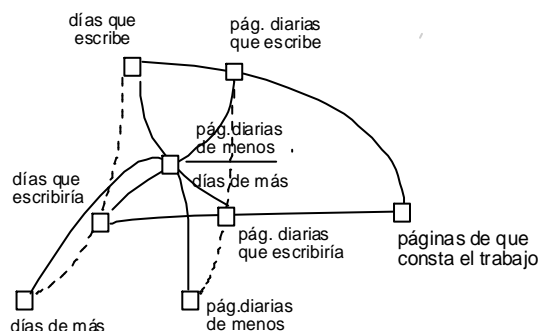 días que
escribe
pág. diarias
que escribe
pág.diarias
de menos
días de más
días que
escribiría
pág. diarias
que escribiría
páginas de que
consta el trabajo
días de más
pág.diarias
de menos